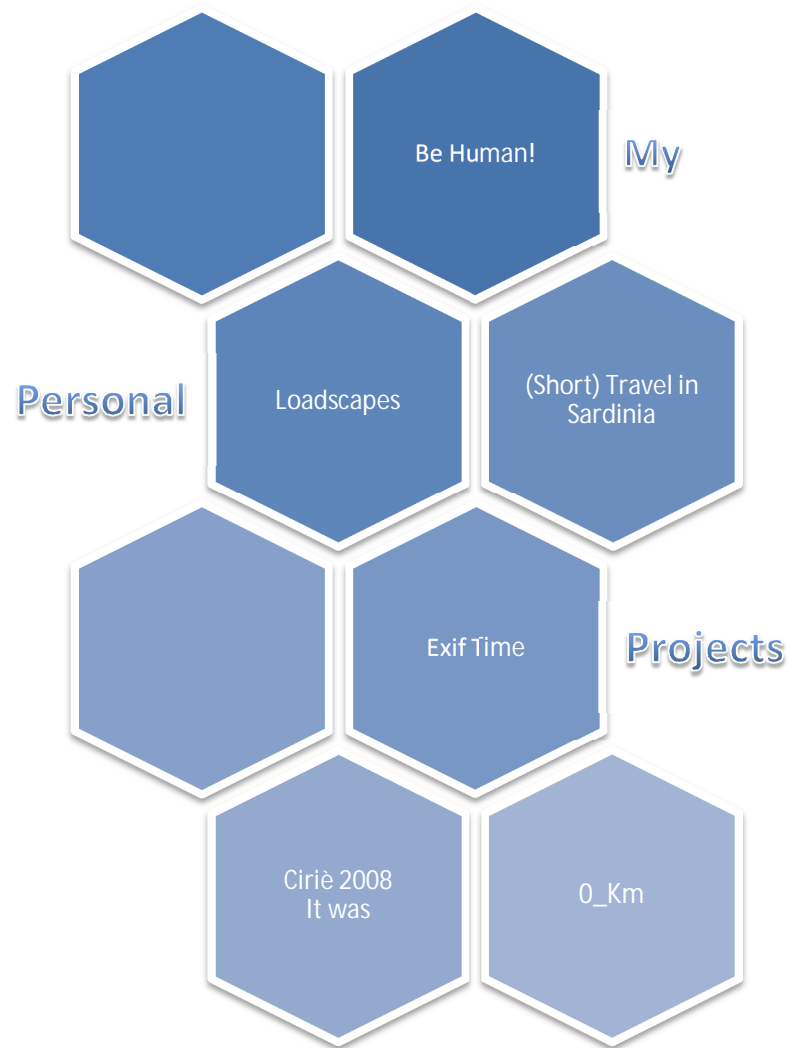 Be Human!
My
Personal
Loadscapes
(Short) Travel in
Sardinia
Exif Time
Projects
Ciriè 2008
It was
0_Km